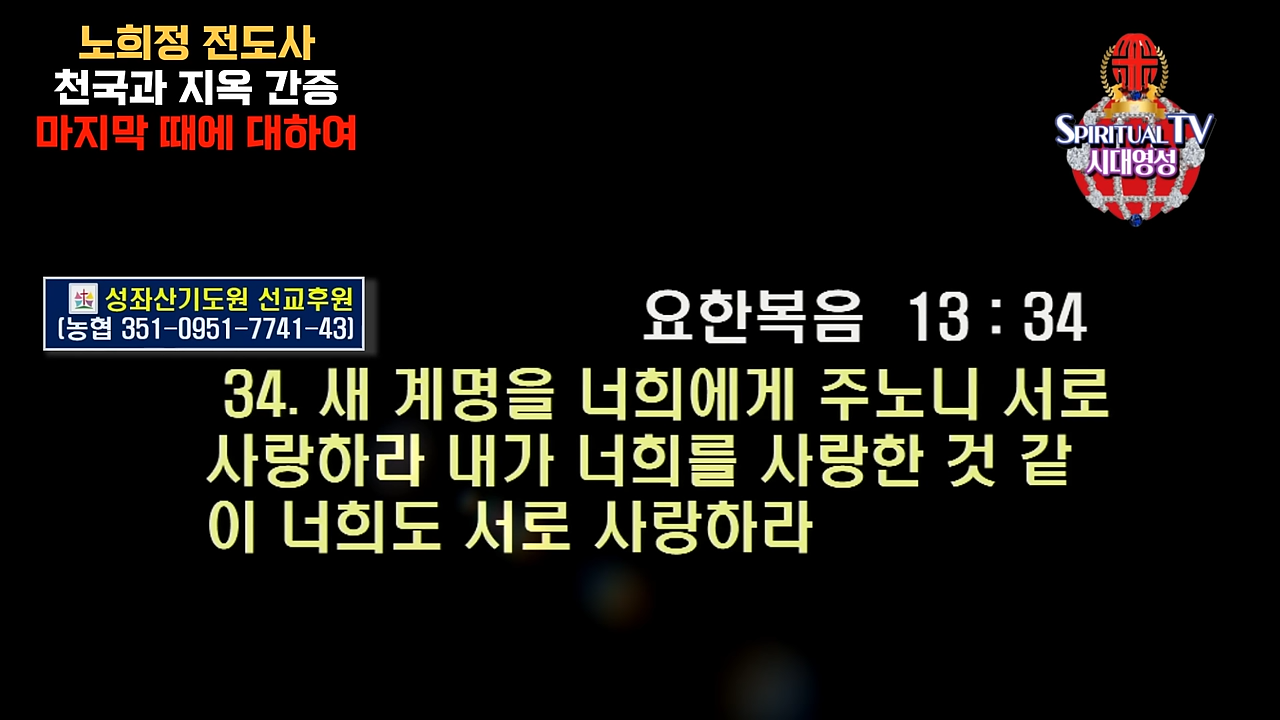 노희정 전도사
천국과 지옥 간증
마지막 때에 대하여
SPIRITUAL TV
시대영성
성좌산기도원 선교후원
(농협 351-0951-7741-43)
요한복음 13 : 34
34. 새 계명을 너희에게 주노니 서로
사랑하라 내가 너희를 사랑한 것 같
이 너희도 서로 사랑하라